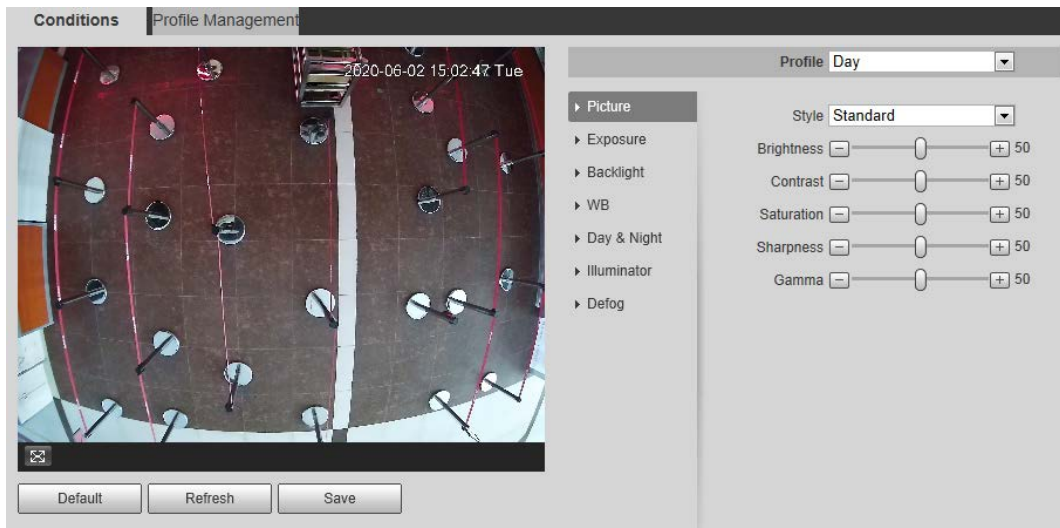 Conditions Profile Management
2020-06-02 15:02:47 Tue
Profile Day
Picture
Exposure
Backlight
WB
Day & Night
Illuminator
Defog
Style Standard
Brightness 50
Contrast 50
Saturation 50
Sharpness 50
Gamma 50
Default Refresh Save